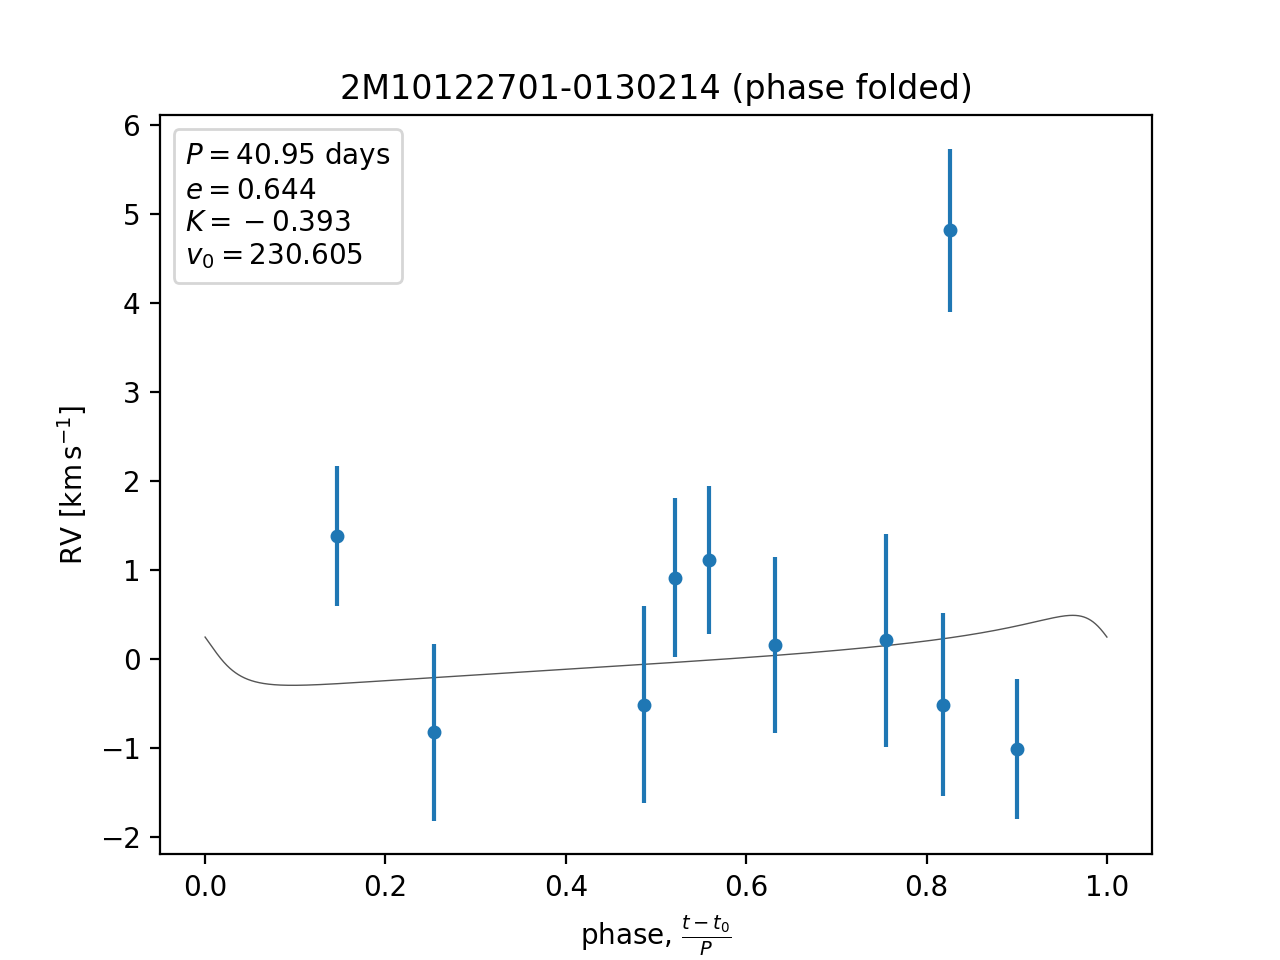 2M10122701-0130214 (phase folded)
P = 40.95 days
e = 0.644
K = −0.393
v₀ = 230.605
6
5
4
3
2
1
0
−1
−2
RV [km s⁻¹]
0.0 0.2 0.4 0.6 0.8 1.0
phase, (t − t₀)/P